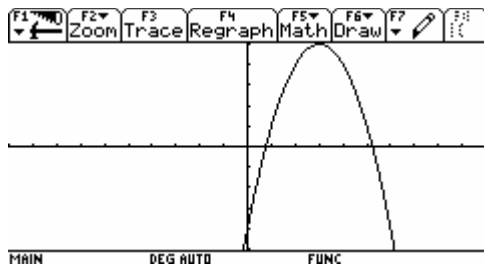 F1 F2 Zoom F3 Trace F4 Regraph F5 Math F6 Draw F7
MAIN DEG AUTO FUNC